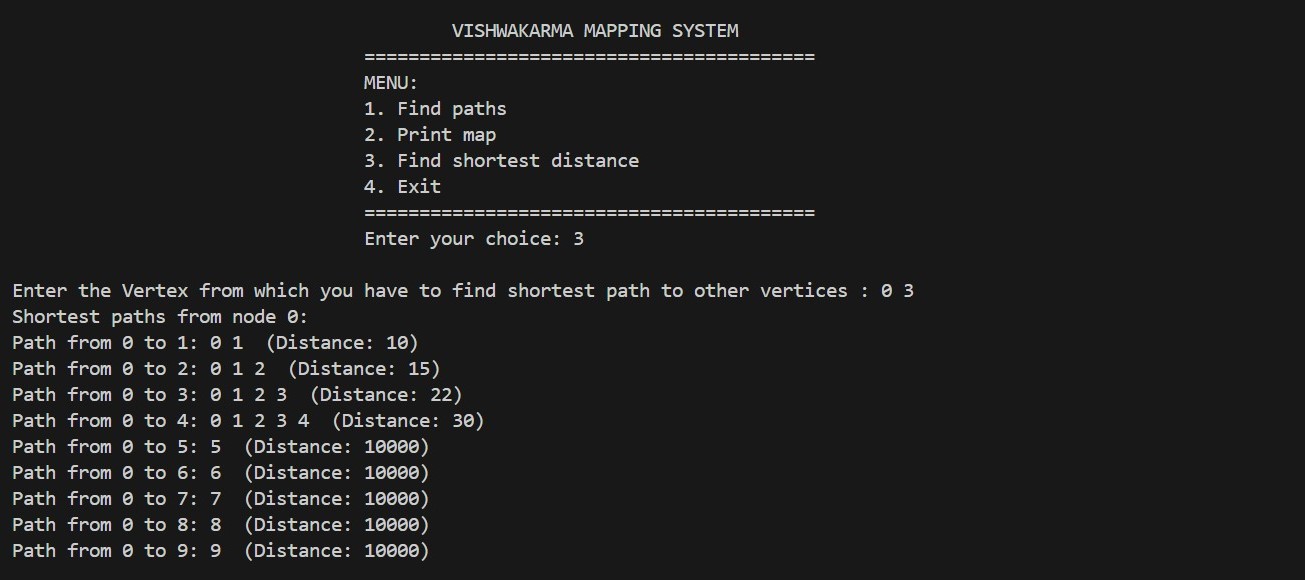 VISHWAKARMA MAPPING SYSTEM
=========================================
MENU:
1. Find paths
2. Print map
3. Find shortest distance
4. Exit
=========================================
Enter your choice: 3
Enter the Vertex from which you have to find shortest path to other vertices : 0 3
Shortest paths from node 0:
Path from 0 to 1: 0 1  (Distance: 10)
Path from 0 to 2: 0 1 2  (Distance: 15)
Path from 0 to 3: 0 1 2 3  (Distance: 22)
Path from 0 to 4: 0 1 2 3 4  (Distance: 30)
Path from 0 to 5: 5  (Distance: 10000)
Path from 0 to 6: 6  (Distance: 10000)
Path from 0 to 7: 7  (Distance: 10000)
Path from 0 to 8: 8  (Distance: 10000)
Path from 0 to 9: 9  (Distance: 10000)